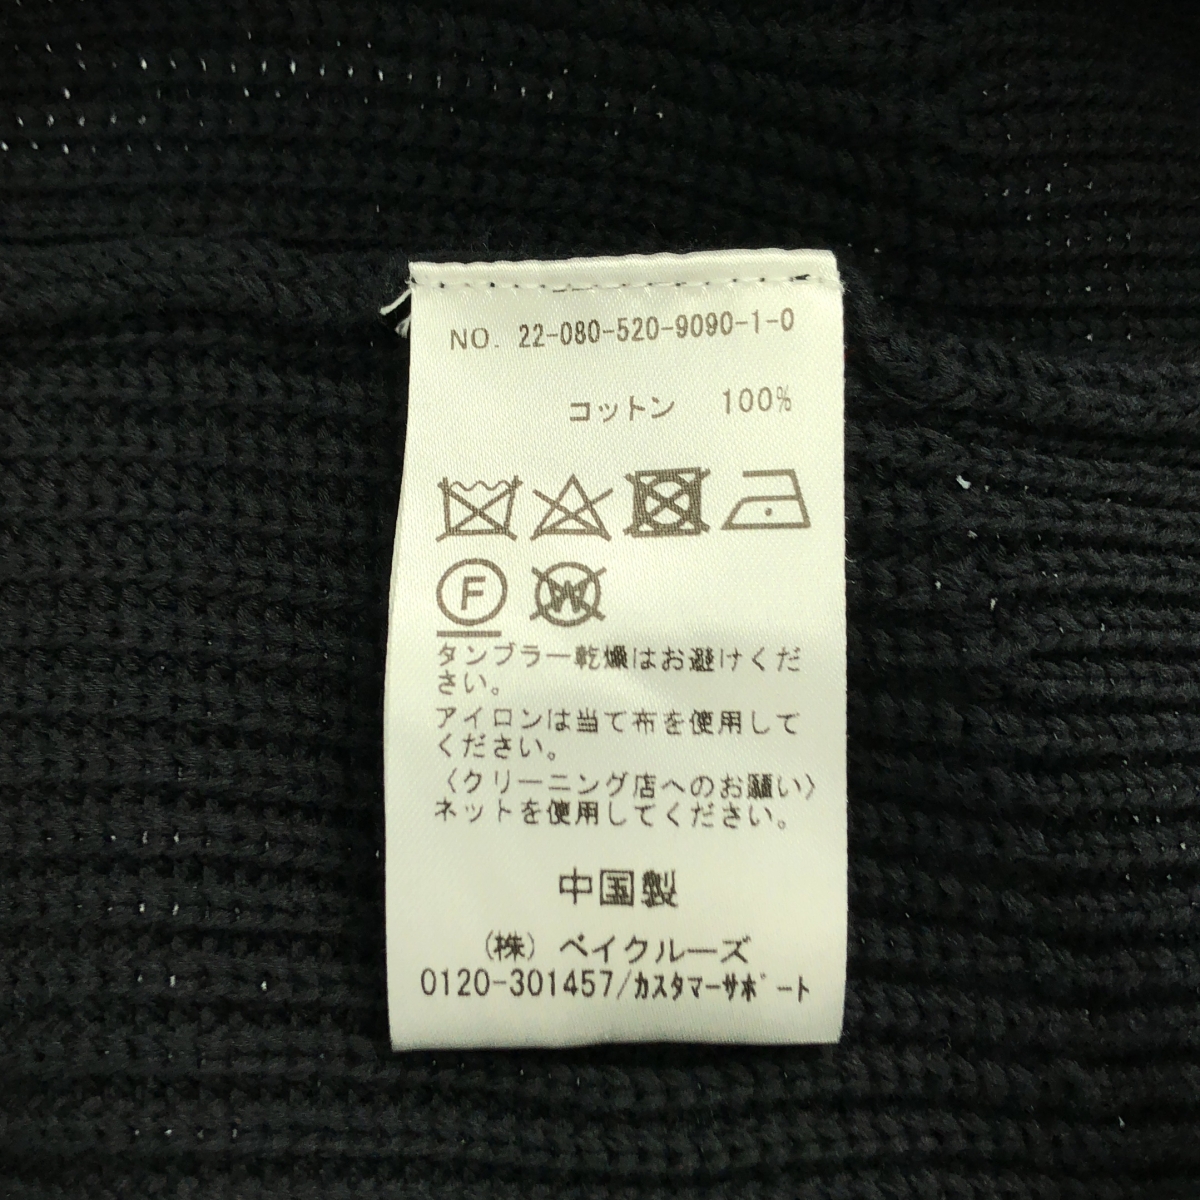 NO. 22-080-520-9090-1-0
コットン 100%
F
W
タンブラー乾燥はお避けくだ
さい。
アイロンは当て布を使用して
ください。
〈クリーニング店へのお願い〉
ネットを使用してください。
中国製
(株) ベイクルーズ
0120-301457/カスタマーサポート